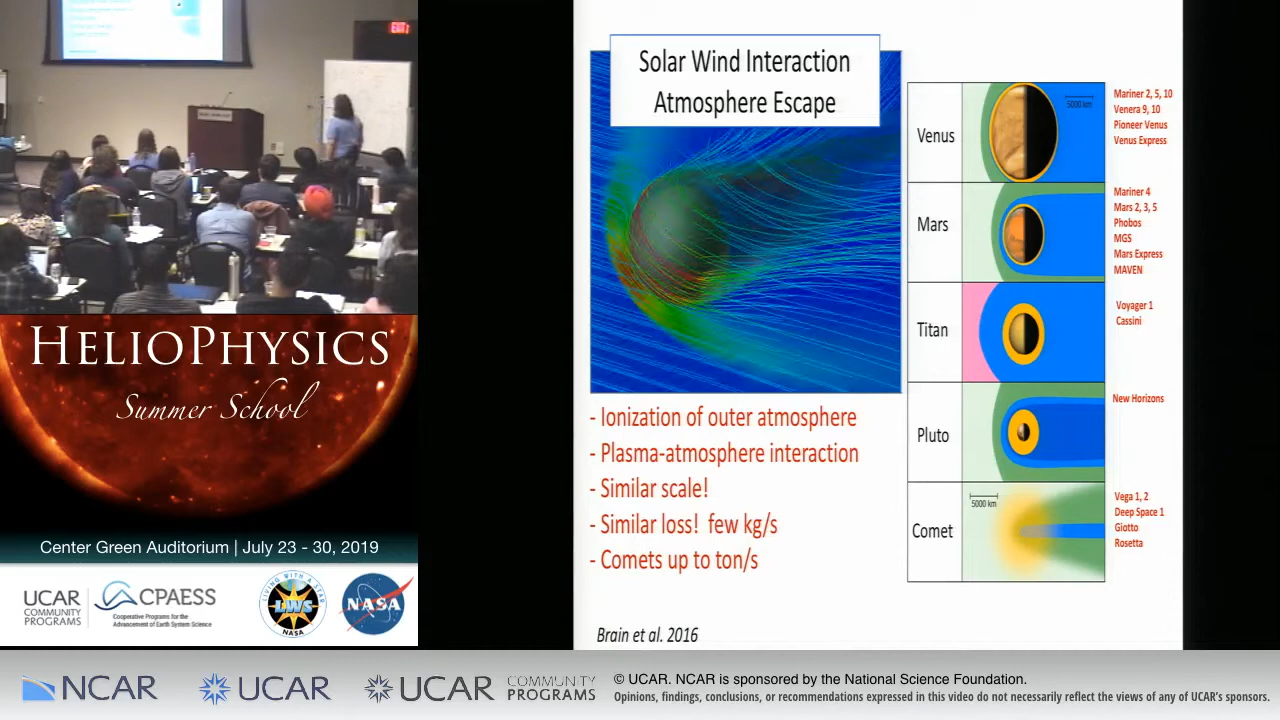 EXIT
HELIOPHYSICS
Summer School
Center Green Auditorium | July 23 - 30, 2019
UCAR
COMMUNITY
PROGRAMS
CPAESS
Cooperative Programs for the
Advancement of Earth System Science
LIVING WITH A STAR
LWS
NASA
NASA
Solar Wind Interaction
Atmosphere Escape
- Ionization of outer atmosphere
- Plasma-atmosphere interaction
- Similar scale!
- Similar loss! few kg/s
- Comets up to ton/s
Brain et al. 2016
Venus
5000 km
Mariner 2, 5, 10
Venera 9, 10
Pioneer Venus
Venus Express
Mars
Mariner 4
Mars 2, 3, 5
Phobos
MGS
Mars Express
MAVEN
Titan
Voyager 1
Cassini
Pluto
New Horizons
Comet
5000 km
Vega 1, 2
Deep Space 1
Giotto
Rosetta
NCAR
UCAR
UCAR
COMMUNITY
PROGRAMS
© UCAR. NCAR is sponsored by the National Science Foundation.
Opinions, findings, conclusions, or recommendations expressed in this video do not necessarily reflect the views of any of UCAR's sponsors.